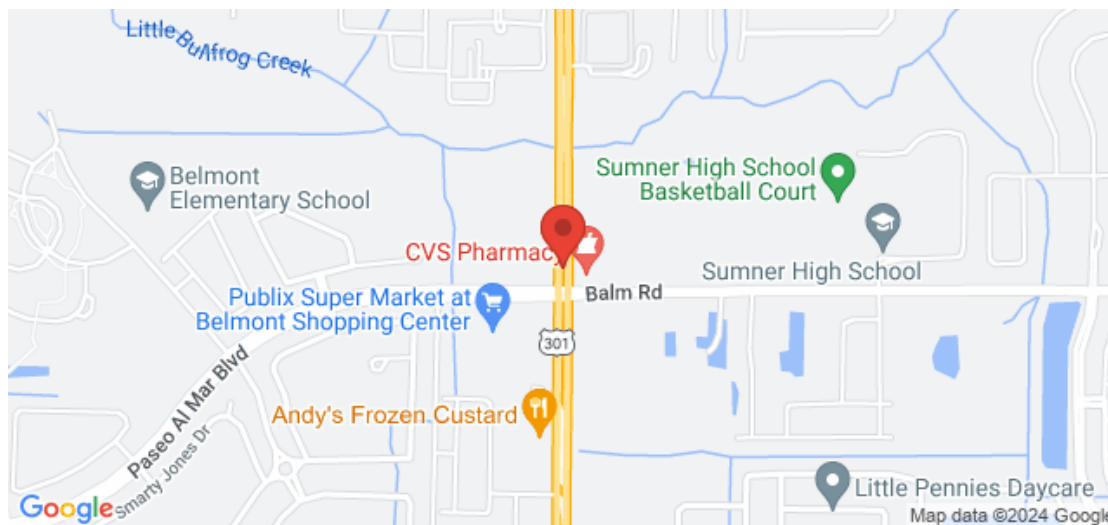 Little Bullfrog Creek
Belmont
Elementary School
Sumner High School
Basketball Court
CVS Pharmacy
Sumner High School
Publix Super Market at
Belmont Shopping Center
Balm Rd
301
Paseo Al Mar Blvd
Andy's Frozen Custard
Smarty Jones Dr
Little Pennies Daycare
Google
Map data ©2024 Google